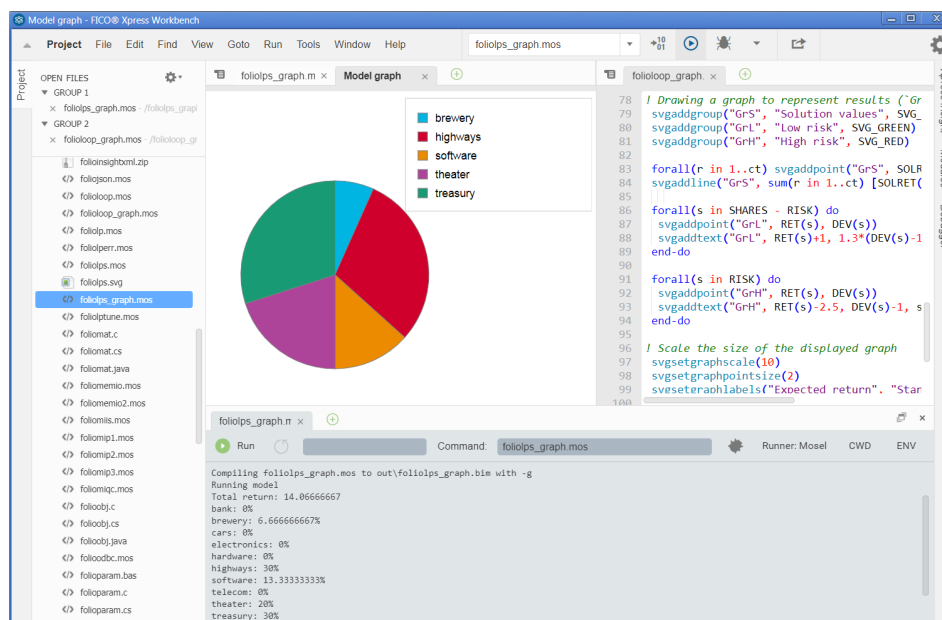 Model graph - FICO® Xpress Workbench
Project File Edit Find View Goto Run Tools Window Help foliolps_graph.mos
Project
OPEN FILES
GROUP 1
foliolps_graph.mos - /foliolps_grapl
GROUP 2
folioloop_graph.mos - /folioloop_gr
folioinsightxml.zip
foliojson.mos
folioloop.mos
folioloop_graph.mos
foliolp.mos
foliolperr.mos
foliolps.mos
foliolps.svg
foliolps_graph.mos
folioloptune.mos
foliomat.c
foliomat.cs
foliomat.java
foliomemio.mos
foliomemio2.mos
foliomiis.mos
foliomip1.mos
foliomip2.mos
foliomip3.mos
foliomiqc.mos
folioobj.c
folioobj.cs
folioobj.java
folioodbc.mos
folioparam.bas
folioparam.c
folioparam.cs
foliolps_graph.m Model graph
brewery
highways
software
theater
treasury
folioloop_graph.
78 ! Drawing a graph to represent results (`Gr
79 svgaddgroup("GrS", "Solution values", SVG_
80 svgaddgroup("GrL", "Low risk", SVG_GREEN)
81 svgaddgroup("GrH", "High risk", SVG_RED)
82
83 forall(r in 1..ct) svgaddpoint("GrS", SOLR
84 svgaddline("GrS", sum(r in 1..ct) [SOLRET(
85
86 forall(s in SHARES - RISK) do
87 svgaddpoint("GrL", RET(s), DEV(s))
88 svgaddtext("GrL", RET(s)+1, 1.3*(DEV(s)-1
89 end-do
90
91 forall(s in RISK) do
92 svgaddpoint("GrH", RET(s), DEV(s))
93 svgaddtext("GrH", RET(s)-2.5, DEV(s)-1, s
94 end-do
95
96 ! Scale the size of the displayed graph
97 svgsetgraphscale(10)
98 svgsetgraphpointsize(2)
99 svgsetgraphlabels("Expected return", "Stan
100
foliolps_graph.m
Run Command: foliolps_graph.mos Runner: Mosel CWD ENV
Compiling foliolps_graph.mos to out\foliolps_graph.bim with -g
Running model
Total return: 14.06666667
bank: 0%
brewery: 6.666666667%
cars: 0%
electronics: 0%
hardware: 0%
highways: 30%
software: 13.33333333%
telecom: 0%
theater: 20%
treasury: 30%